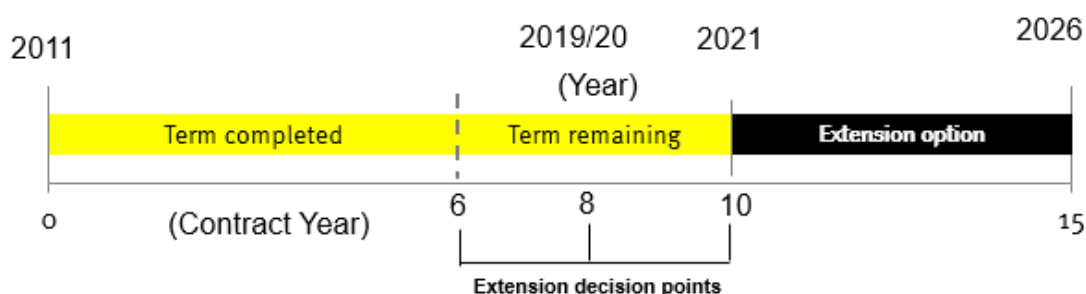 2011
2019/20
2021
2026
(Year)
Term completed
Term remaining
Extension option
0
(Contract Year)
6
8
10
15
Extension decision points